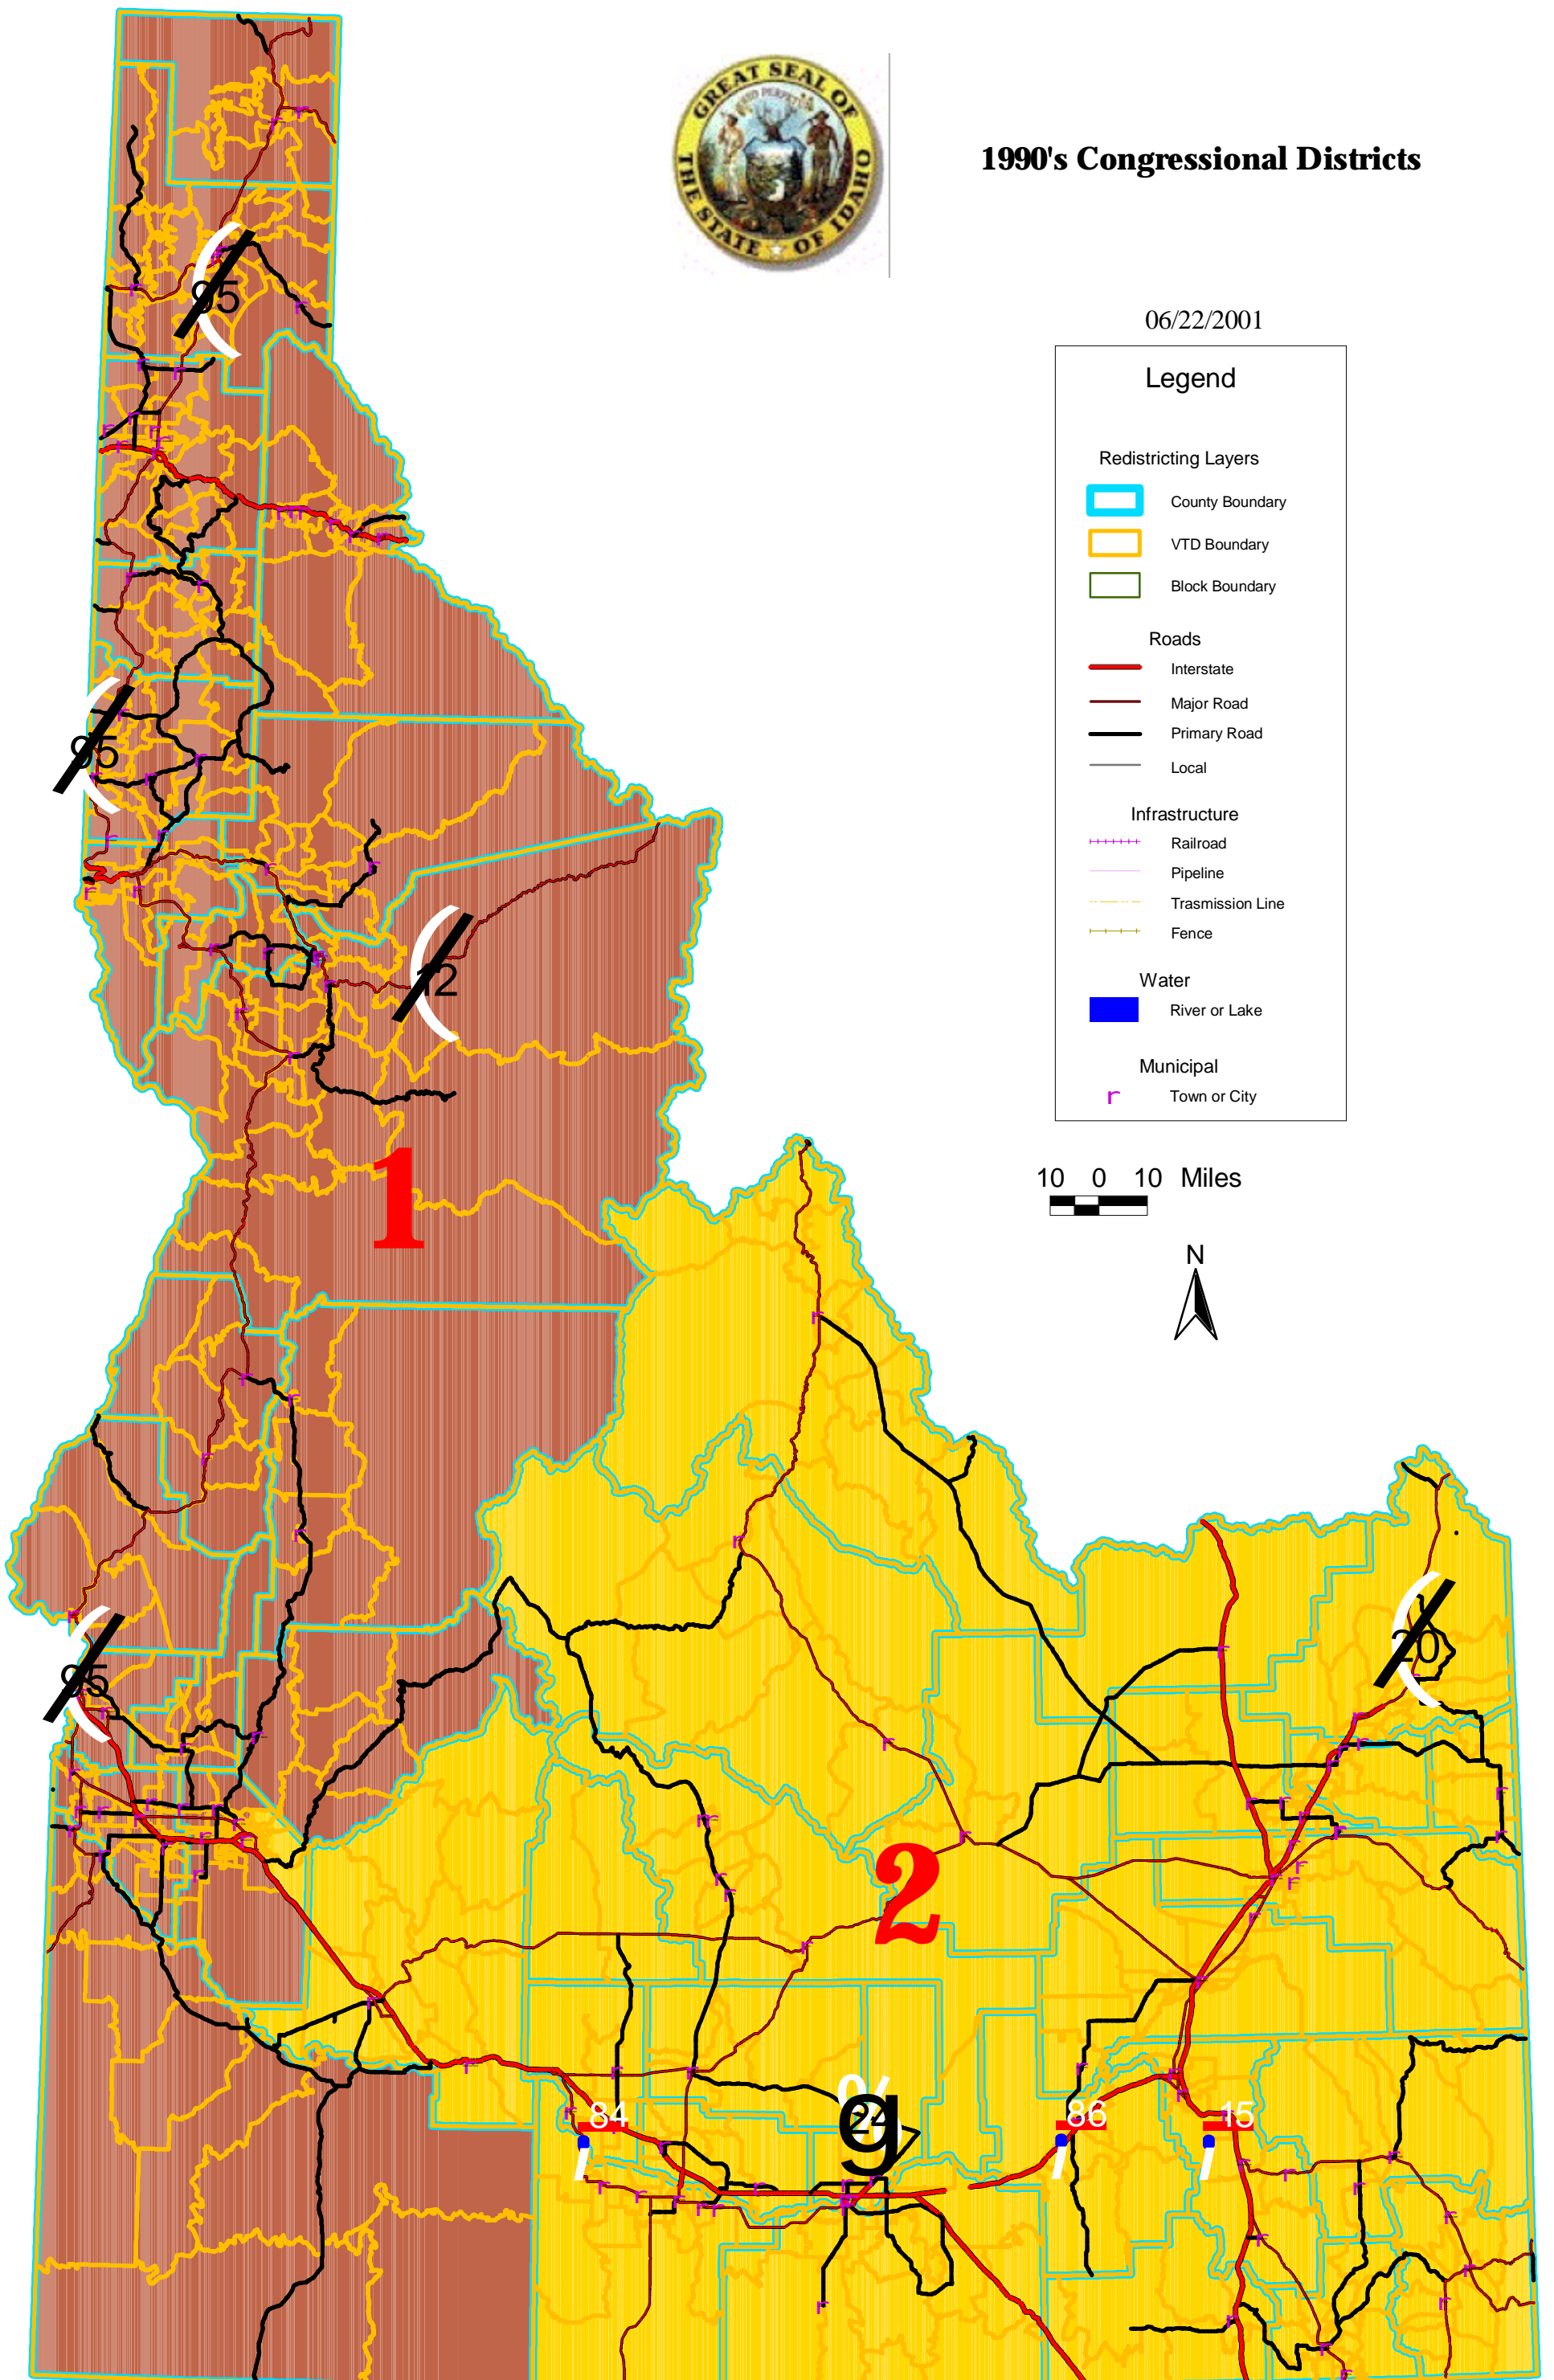 GREAT SEAL OF
THE STATE OF IDAHO
1990's Congressional Districts
06/22/2001
Legend
Redistricting Layers
County Boundary
VTD Boundary
Block Boundary
Roads
Interstate
Major Road
Primary Road
Local
Infrastructure
Railroad
Pipeline
Trasmission Line
Fence
Water
River or Lake
Municipal
r Town or City
10 0 10 Miles
N
95
95
12
1
95
20
2
84
24
86
15